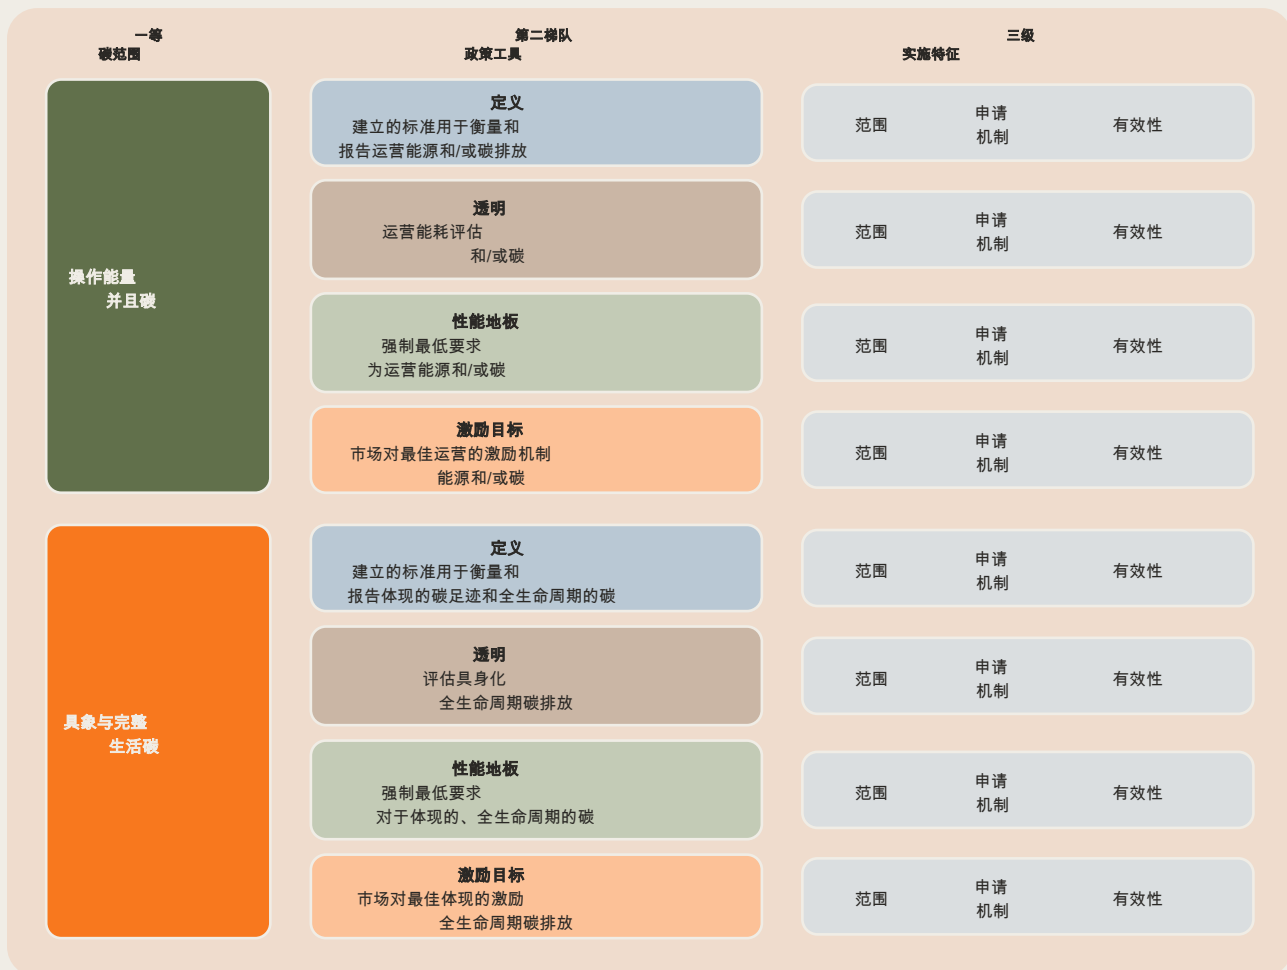 一等
碳范围
第二梯队
政策工具
三级
实施特征
操作能量
并且碳
定义
建立的标准用于衡量和
报告运营能源和/或碳排放
范围
申请
机制
有效性
透明
运营能耗评估
和/或碳
范围
申请
机制
有效性
性能地板
强制最低要求
为运营能源和/或碳
范围
申请
机制
有效性
激励目标
市场对最佳运营的激励机制
能源和/或碳
范围
申请
机制
有效性
具象与完整
生活碳
定义
建立的标准用于衡量和
报告体现的碳足迹和全生命周期的碳
范围
申请
机制
有效性
透明
评估具身化
全生命周期碳排放
范围
申请
机制
有效性
性能地板
强制最低要求
对于体现的、全生命周期的碳
范围
申请
机制
有效性
激励目标
市场对最佳体现的激励
全生命周期碳排放
范围
申请
机制
有效性